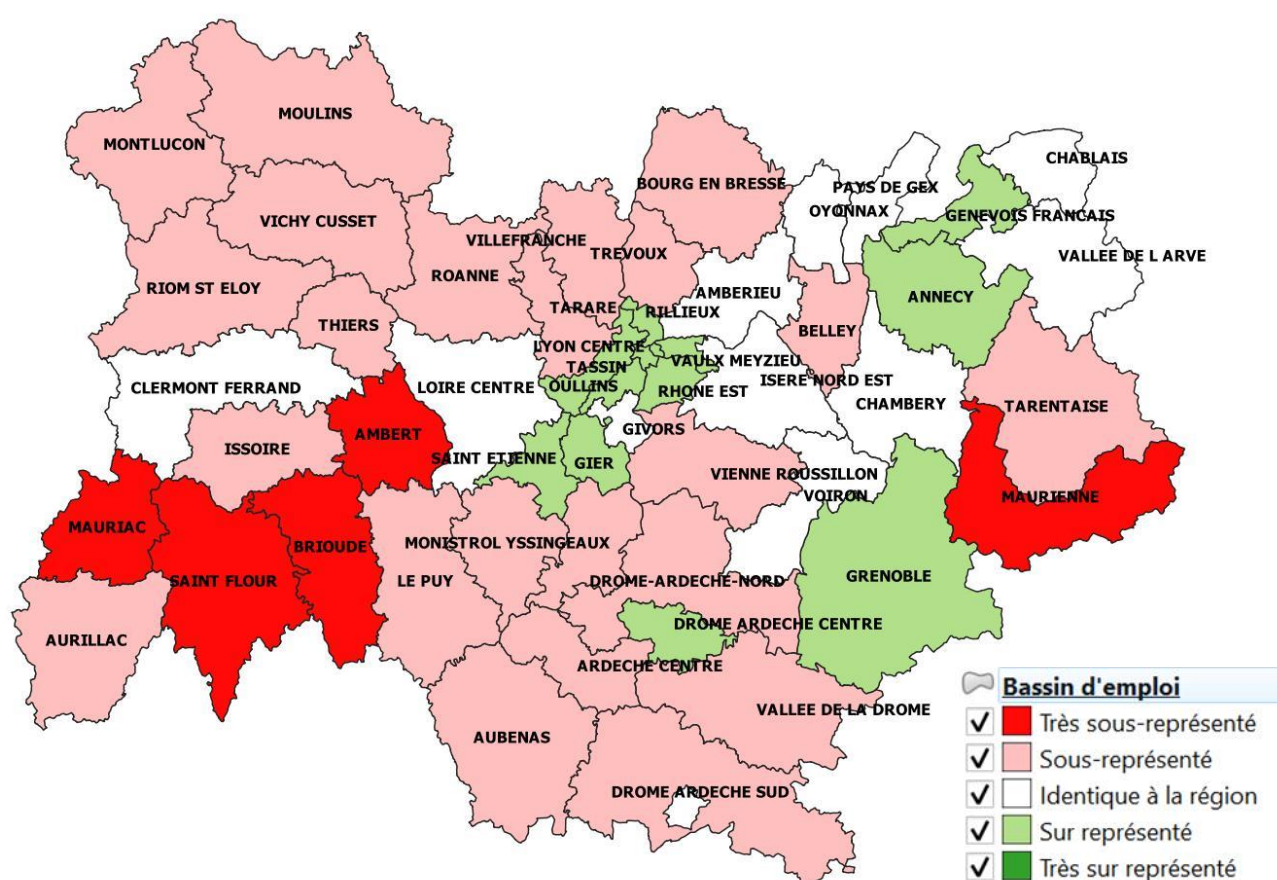 MOULINS
MONTLUCON
CHABLAIS
BOURG EN BRESSE
PAYS DE GEX
OYONNAX
GENEVOIS FRANCAIS
VICHY CUSSET
VILLEFRANCHE
TREVOUX
VALLEE DE L ARVE
ROANNE
RIOM ST ELOY
AMBERIEU
ANNECY
TARARE
RILLIEUX
THIERS
BELLEY
LYON CENTRE
VAULX MEYZIEU
TASSIN
ISERE NORD EST
CLERMONT FERRAND
LOIRE CENTRE
OULLINS
RHONE EST
CHAMBERY
TARENTAISE
AMBERT
GIVORS
ISSOIRE
SAINT ETIENNE
GIER
VIENNE ROUSSILLON
VOIRON
MAURIENNE
MAURIAC
BRIOUDE
MONISTROL YSSINGEAUX
SAINT FLOUR
LE PUY
DROME-ARDECHE-NORD
GRENOBLE
DROME ARDECHE CENTRE
AURILLAC
ARDECHE CENTRE
VALLEE DE LA DROME
AUBENAS
DROME ARDECHE SUD
Bassin d'emploi
Très sous-représenté
Sous-représenté
Identique à la région
Sur représenté
Très sur représenté